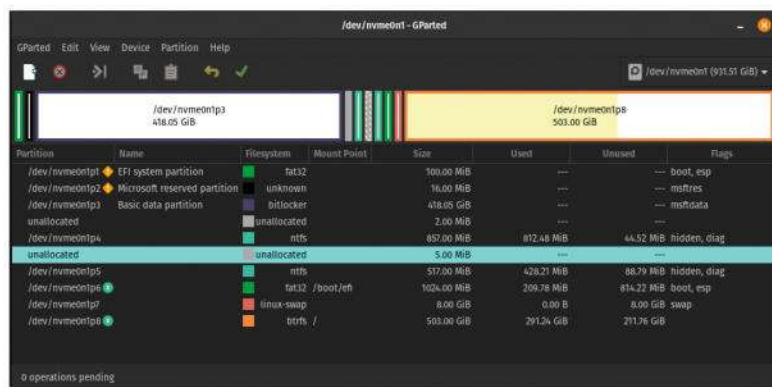 /dev/nvme0n1 - GParted
GParted Edit View Device Partition Help
/dev/nvme0n1 (931.51 GiB)
/dev/nvme0n1p3
418.05 GiB
/dev/nvme0n1p8
503.00 GiB
Partition Name Filesystem Mount Point Size Used Unused Flags
/dev/nvme0n1p1 EFI system partition fat32 100.00 MiB --- --- boot, esp
/dev/nvme0n1p2 Microsoft reserved partition unknown 16.00 MiB --- --- msftres
/dev/nvme0n1p3 Basic data partition bitlocker 418.05 GiB --- --- msftdata
unallocated unallocated 2.00 MiB --- ---
/dev/nvme0n1p4 ntfs 857.00 MiB 812.48 MiB 44.52 MiB hidden, diag
unallocated unallocated 5.00 MiB --- ---
/dev/nvme0n1p5 ntfs 517.00 MiB 428.21 MiB 88.79 MiB hidden, diag
/dev/nvme0n1p6 fat32 /boot/efi 1024.00 MiB 209.78 MiB 814.22 MiB boot, esp
/dev/nvme0n1p7 linux-swap 8.00 GiB 0.00 B 8.00 GiB swap
/dev/nvme0n1p8 btrfs / 503.00 GiB 291.24 GiB 211.76 GiB
0 operations pending